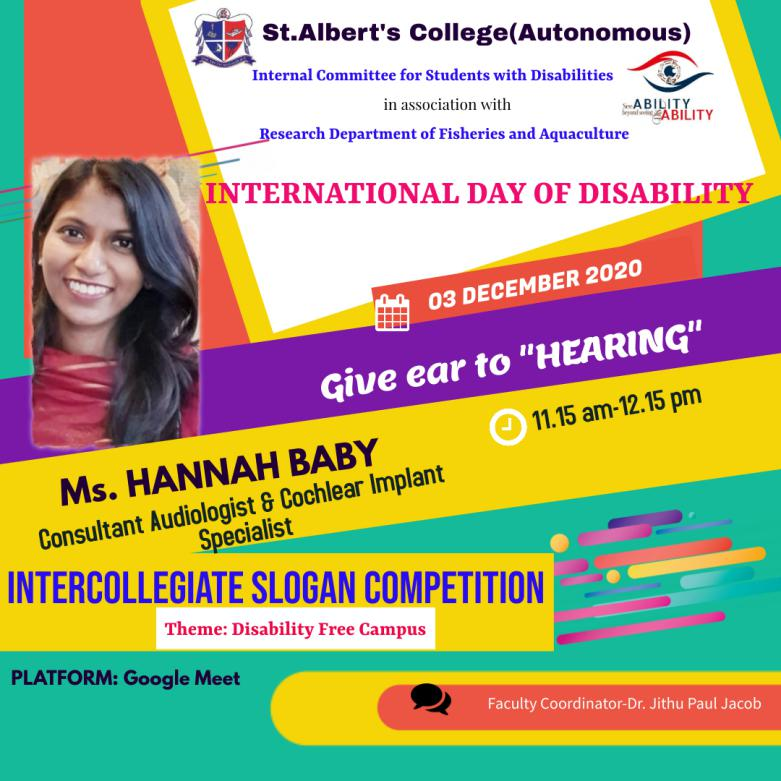 St.Albert's College(Autonomous)
Internal Committee for Students with Disabilities
in association with
Research Department of Fisheries and Aquaculture
See ABILITY
beyond seeing disABILITY
INTERNATIONAL DAY OF DISABILITY
03 DECEMBER 2020
Give ear to "HEARING"
11.15 am-12.15 pm
Ms. HANNAH BABY
Consultant Audiologist & Cochlear Implant
Specialist
INTERCOLLEGIATE SLOGAN COMPETITION
Theme: Disability Free Campus
PLATFORM: Google Meet
Faculty Coordinator-Dr. Jithu Paul Jacob